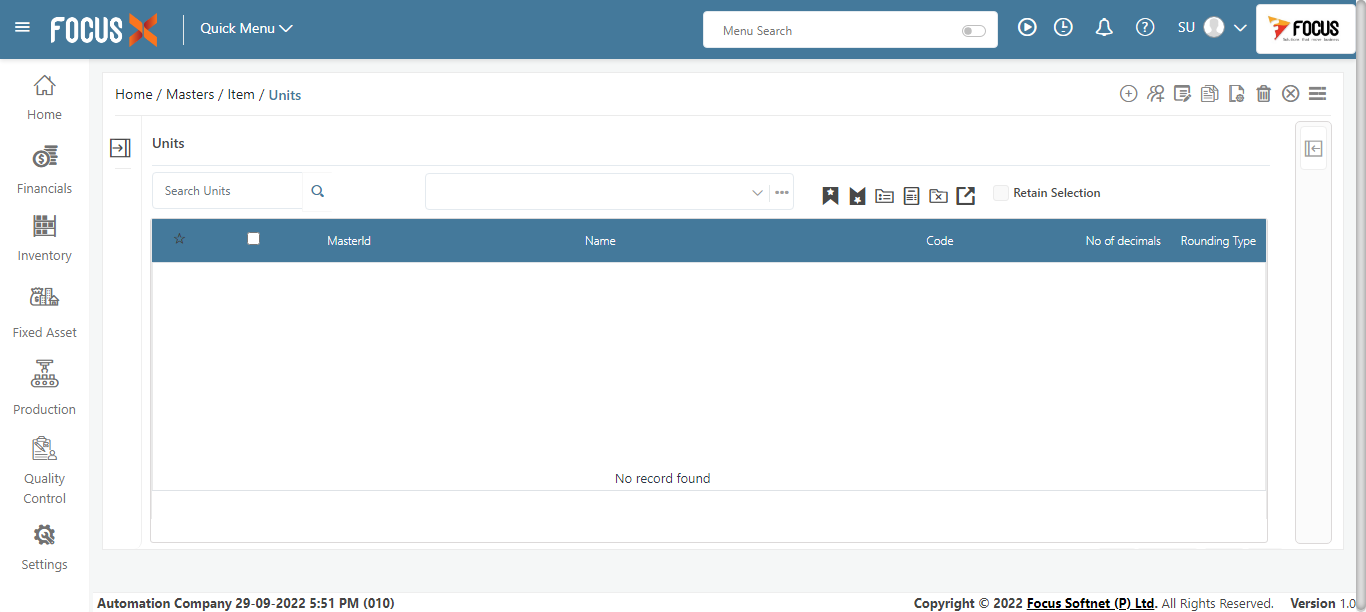 FOCUS X
Quick Menu
Menu Search
SU
FOCUS
Home
Financials
Inventory
Fixed Asset
Production
Quality
Control
Settings
Home / Masters / Item / Units
Units
Search Units
Retain Selection
MasterId Name Code No of decimals Rounding Type
No record found
Automation Company 29-09-2022 5:51 PM (010)
Copyright © 2022 Focus Softnet (P) Ltd. All Rights Reserved. Version 1.0